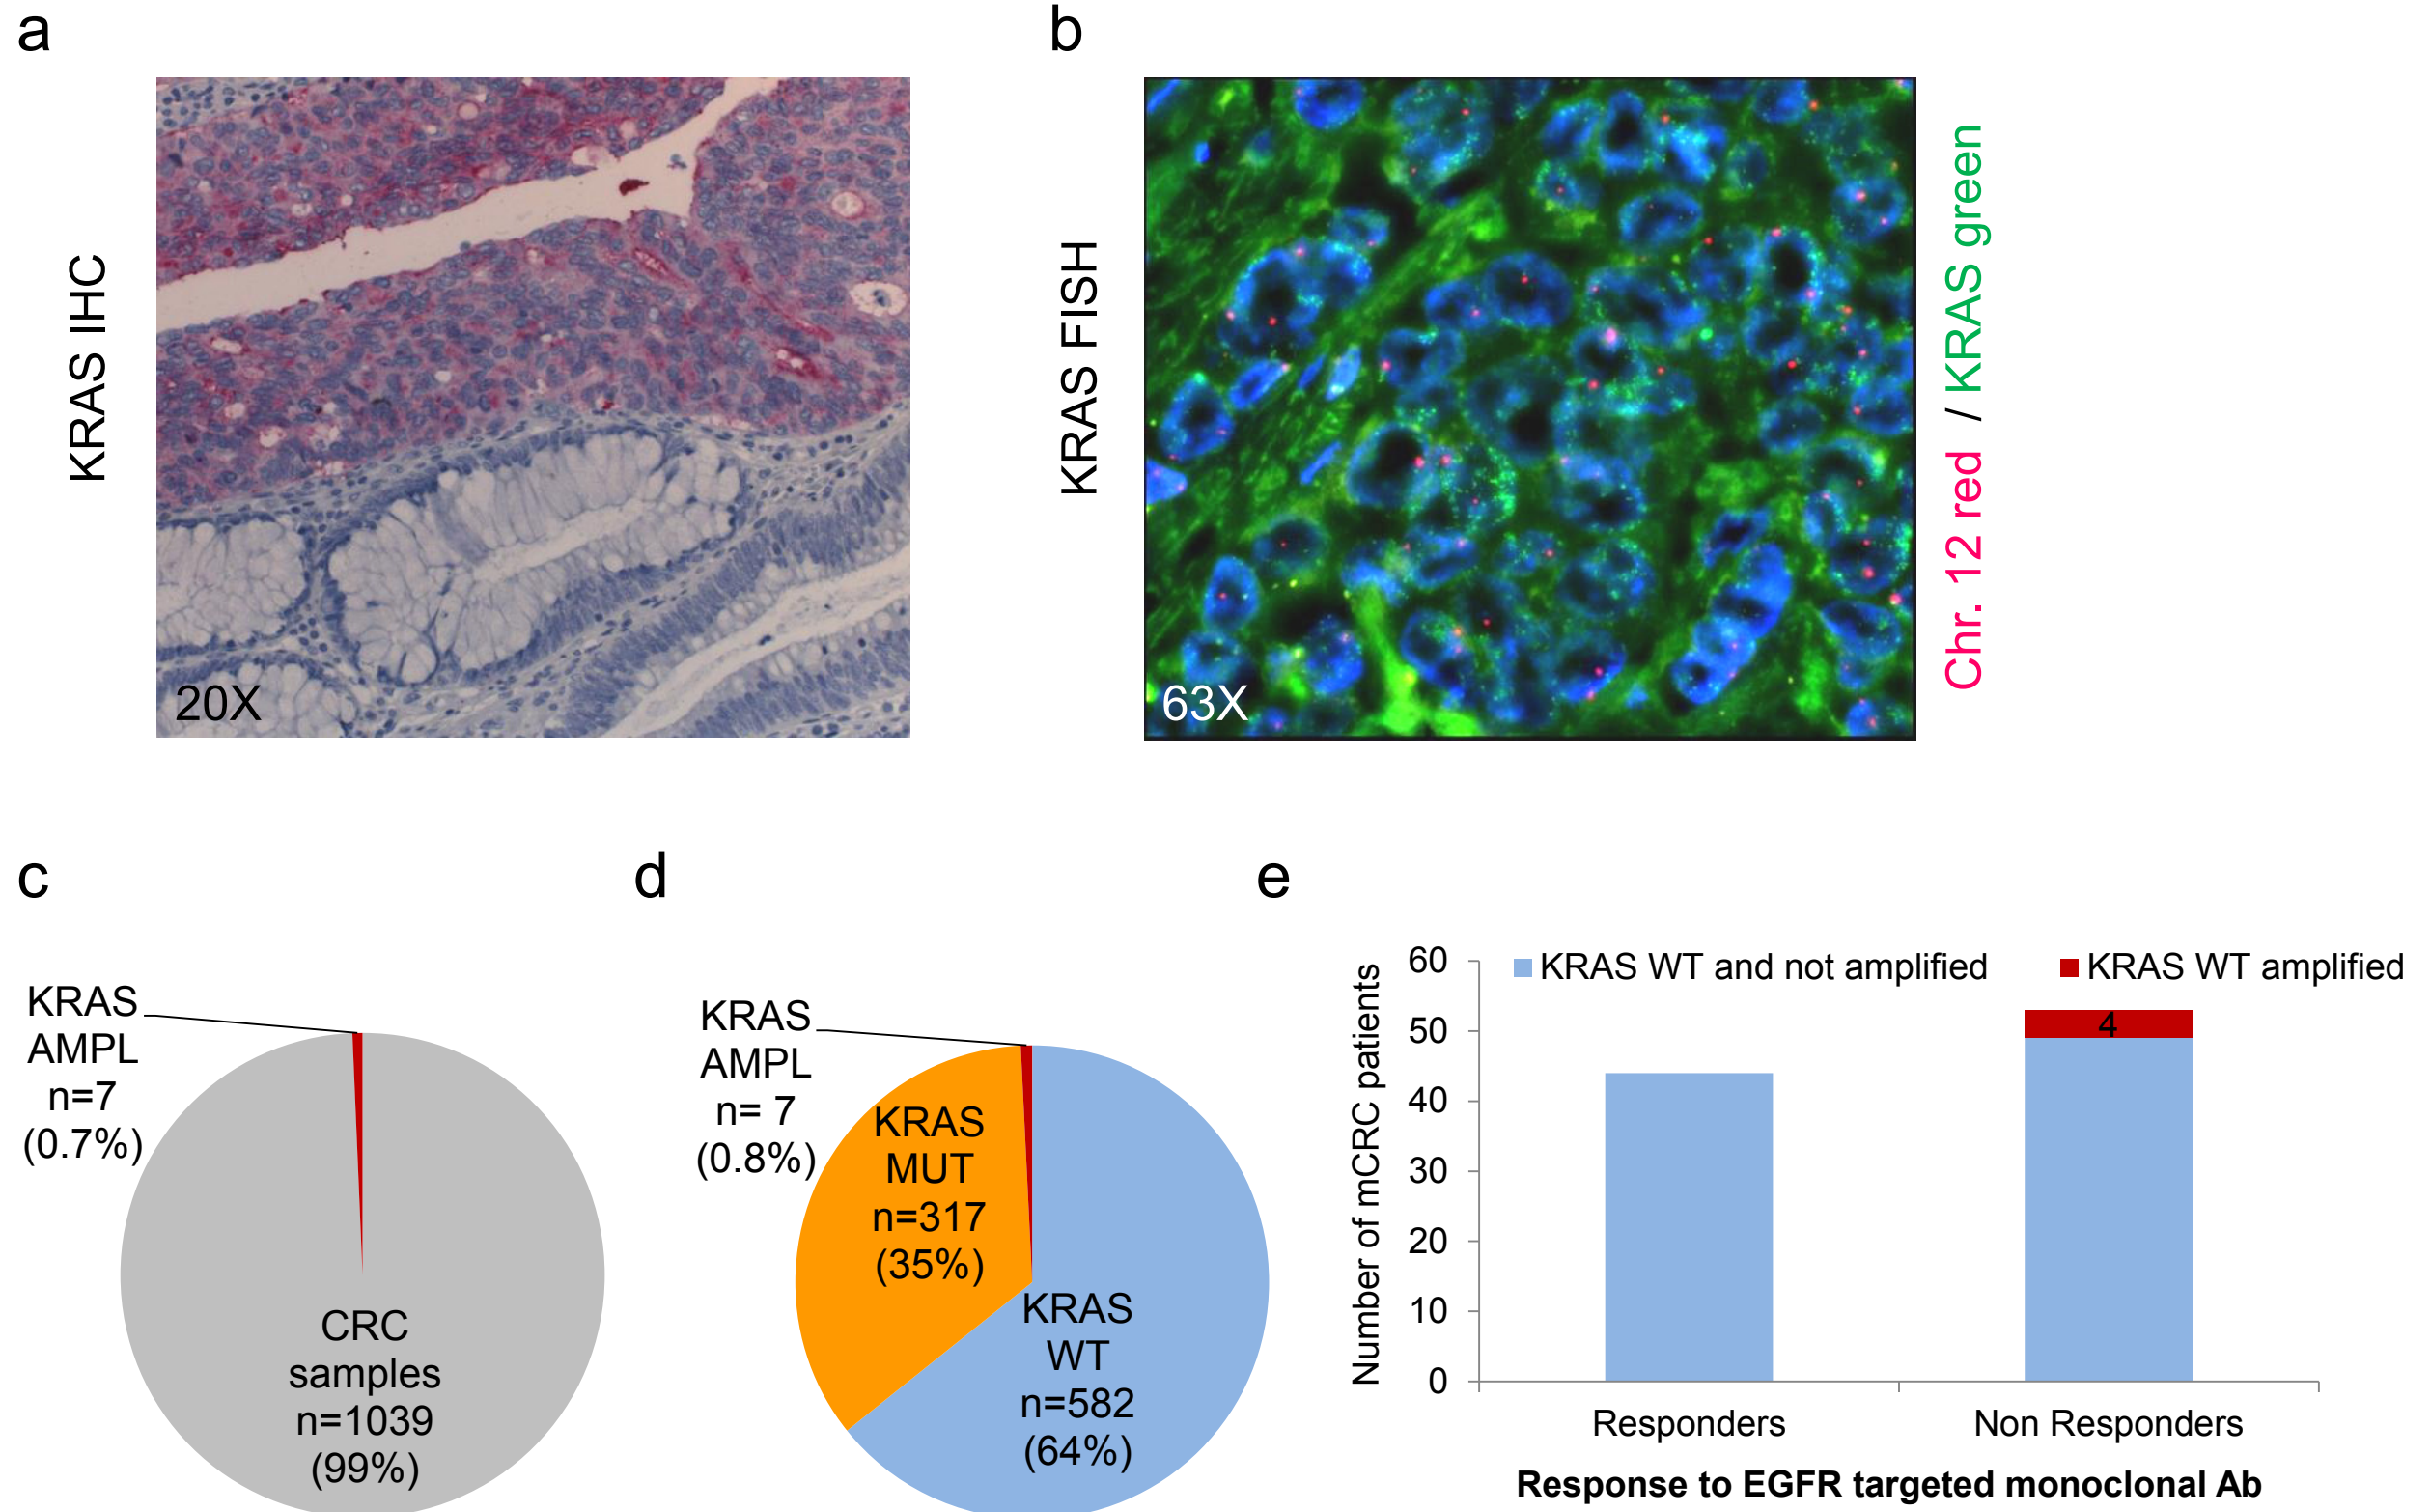 a
b
KRAS IHC
20X
KRAS FISH
63X
Chr. 12 red / KRAS green
c
d
e
KRAS
AMPL
n=7
(0.7%)
CRC
samples
n=1039
(99%)
KRAS
AMPL
n= 7
(0.8%)
KRAS
MUT
n=317
(35%)
KRAS
WT
n=582
(64%)
Number of mCRC patients
60
50
40
30
20
10
0
KRAS WT and not amplified
KRAS WT amplified
4
Responders
Non Responders
Response to EGFR targeted monoclonal Ab